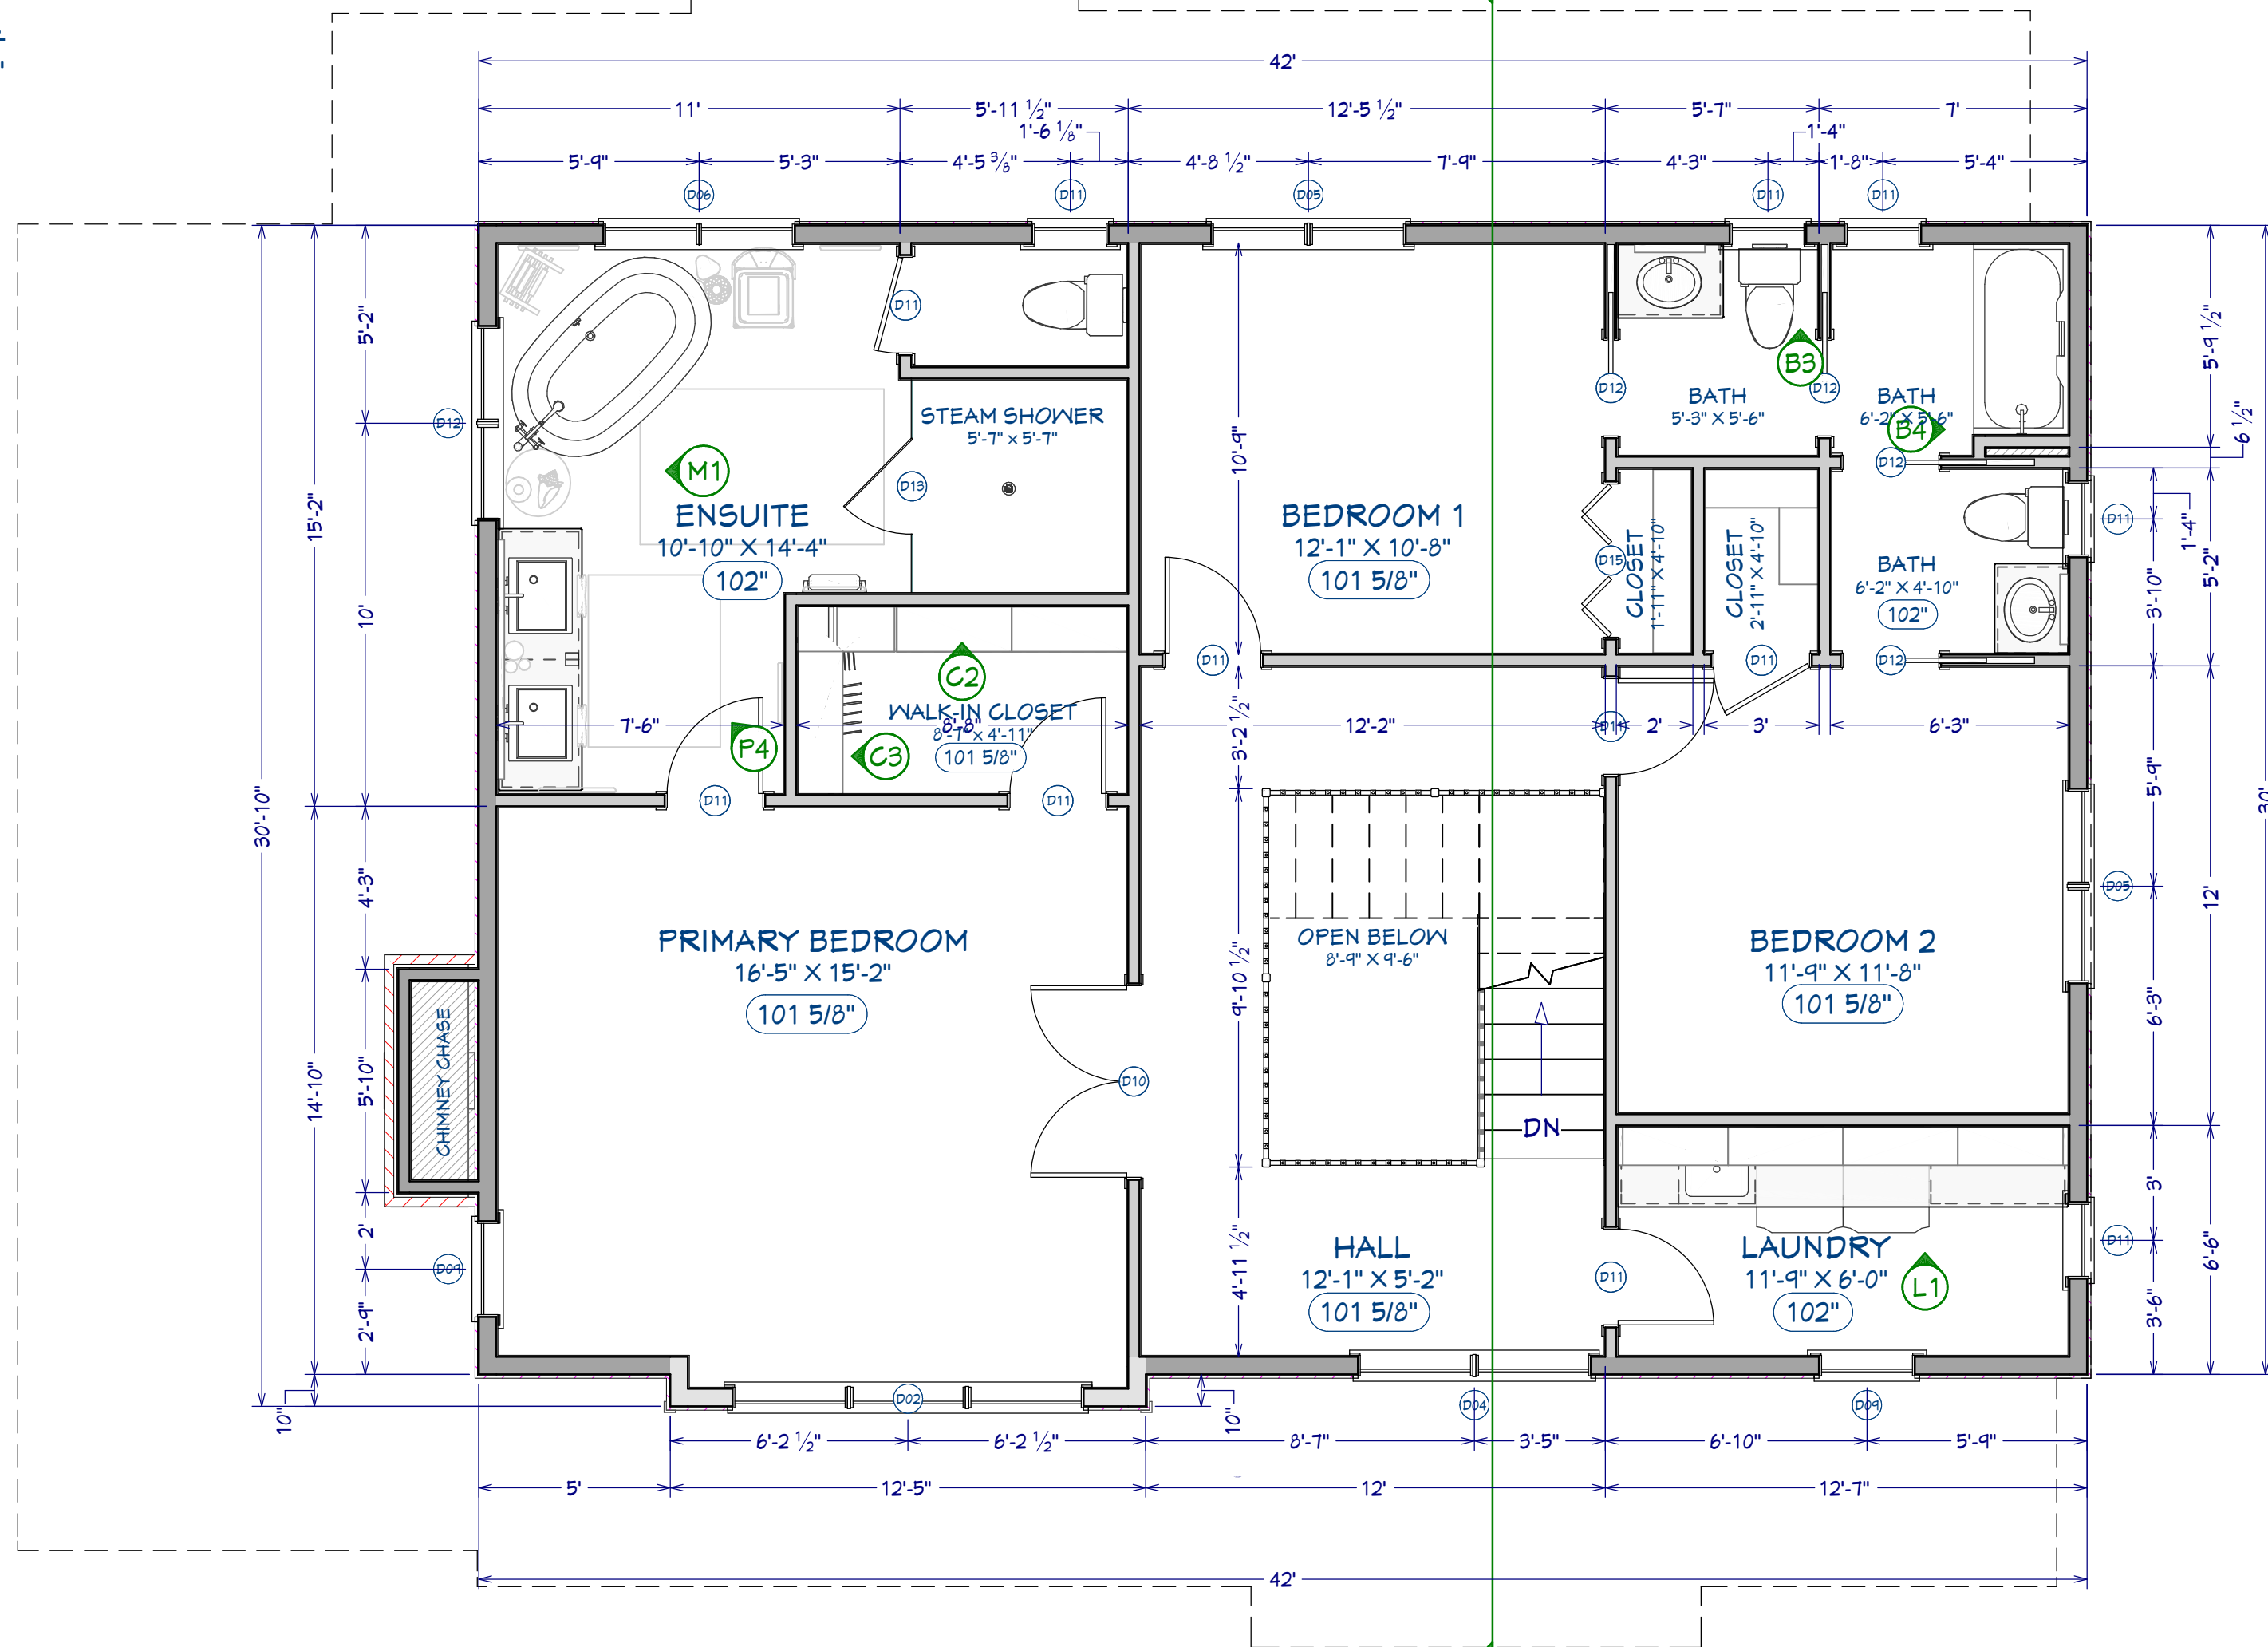 42'
11'
5'-11 ½"
12'-5 ½"
5'-7"
7'
1'-6 ⅛"
1'-4"
5'-9"
5'-3"
4'-5 ⅜"
4'-8 ½"
7'-9"
4'-3"
1'-8"
5'-4"
D06
D11
D05
D11
D11
D11
5'-2"
5'-9 ½"
B3
D12
D12
D12
BATH
5'-3" X 5'-6"
BATH
6'-2" X 5'-6"
B4
6 ½"
STEAM SHOWER
5'-7" X 5'-7"
10'-9"
M1
D13
D12
15'-2"
ENSUITE
10'-10" X 14'-4"
102"
BEDROOM 1
12'-1" X 10'-8"
101 5/8"
D15
CLOSET
1'-11" X 4'-10"
CLOSET
2'-11" X 4'-10"
BATH
6'-2" X 4'-10"
102"
D11
1'-4"
3'-10"
5'-2"
10'
D11
D11
D12
C2
WALK-IN CLOSET
8'-7" X 4'-11"
101 5/8"
7'-6"
8'-8"
P4
C3
3'-2 ½"
12'-2"
D11
2'
3'
6'-3"
5'-9"
D11
D11
30'-10"
30'
4'-3"
D05
12'
PRIMARY BEDROOM
16'-5" X 15'-2"
101 5/8"
OPEN BELOW
8'-9" X 9'-6"
9'-10 ½"
BEDROOM 2
11'-9" X 11'-8"
101 5/8"
6'-3"
CHIMNEY CHASE
5'-10"
14'-10"
D10
DN
3'
2'
D09
2'-9"
HALL
12'-1" X 5'-2"
101 5/8"
4'-11 ½"
D11
LAUNDRY
11'-9" X 6'-0"
102"
L1
D11
6'-6"
3'-6"
10"
D02
10"
D04
D09
6'-2 ½"
6'-2 ½"
8'-7"
3'-5"
6'-10"
5'-9"
5'
12'-5"
12'
12'-7"
42'